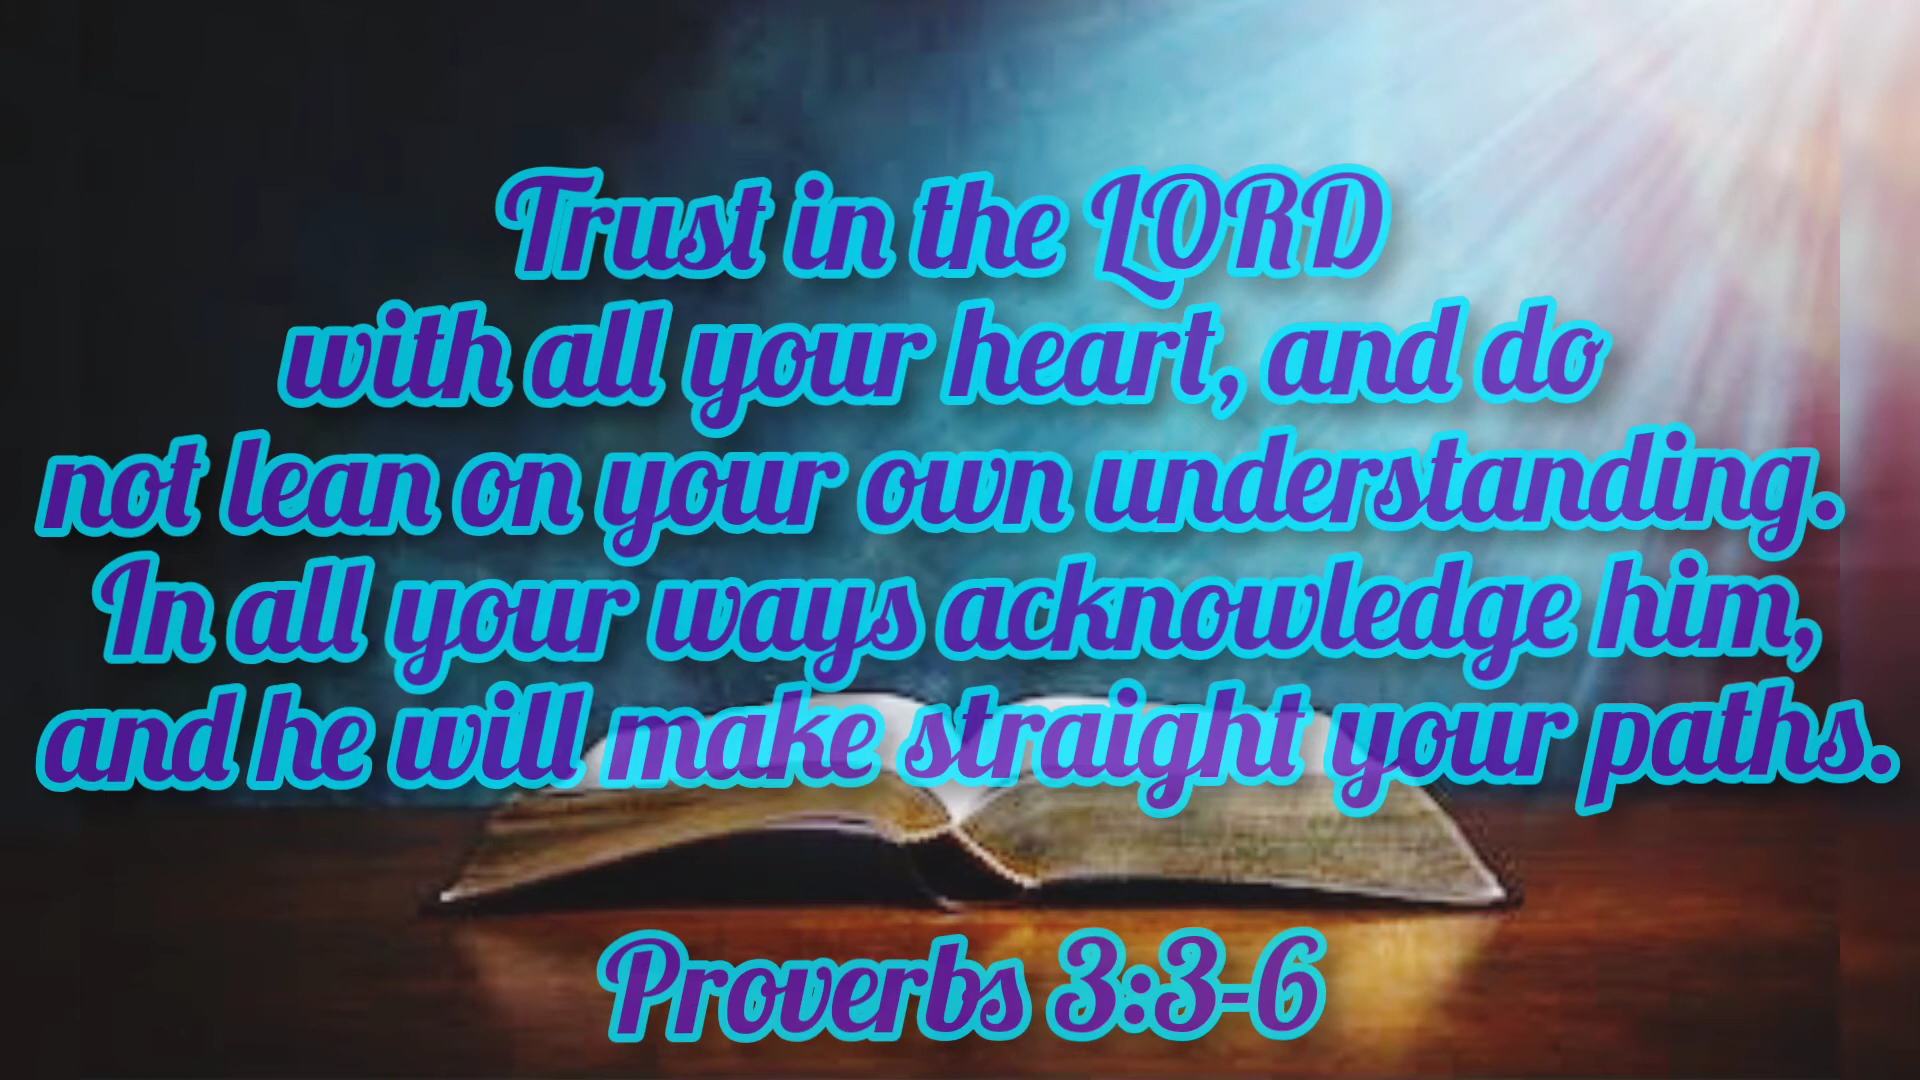 Trust in the LORD
with all your heart, and do
not lean on your own understanding.
In all your ways acknowledge him,
and he will make straight your paths.
Proverbs 3:3-6